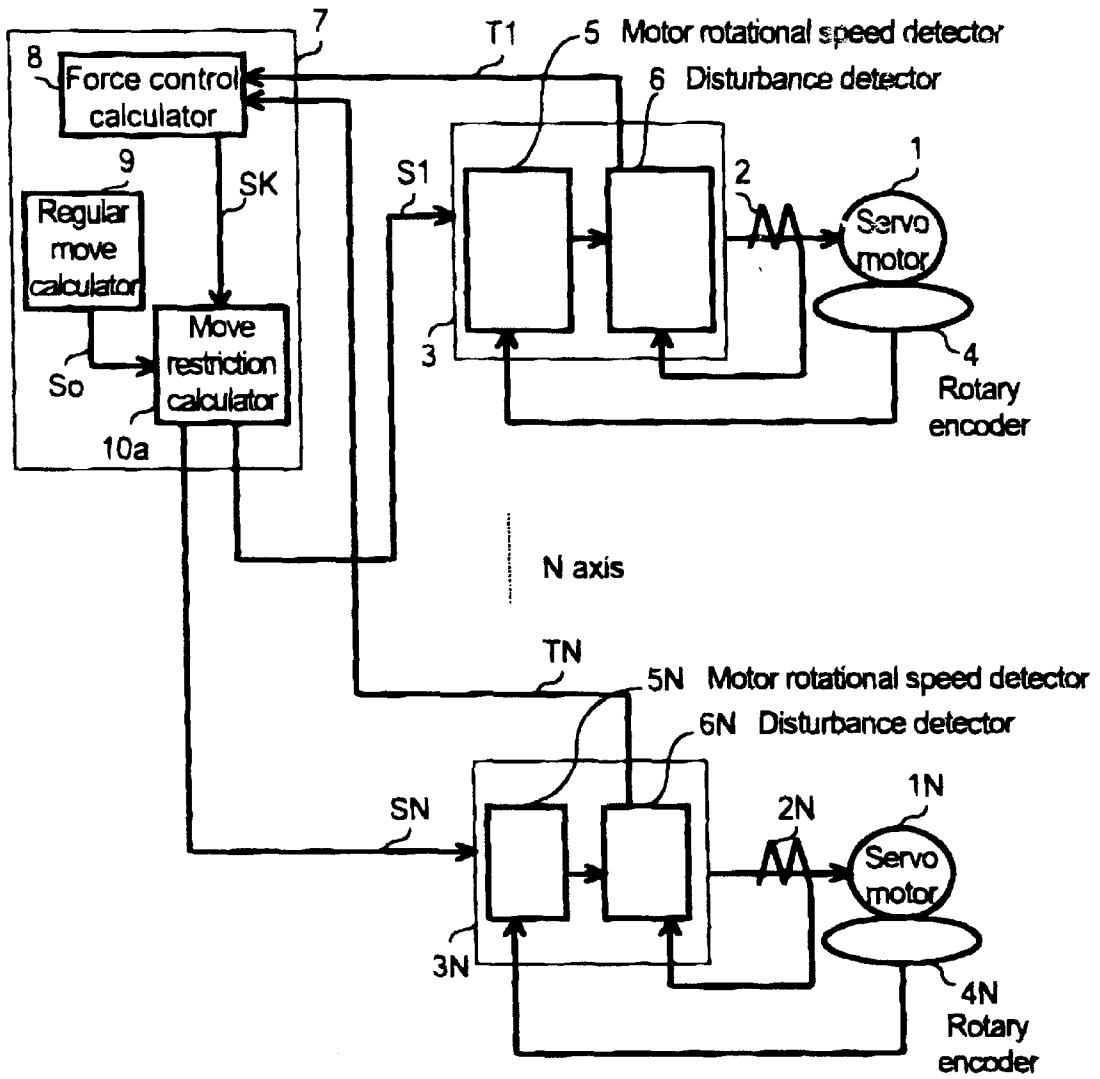 7
8
Force control
calculator
T1
5 Motor rotational speed detector
6 Disturbance detector
9
SK
S1
2
1
Regular
move
calculator
Servo
motor
Move
restriction
calculator
So
10a
3
4
Rotary
encoder
N axis
TN
5N Motor rotational speed detector
6N Disturbance detector
SN
2N
1N
Servo
motor
3N
4N
Rotary
encoder